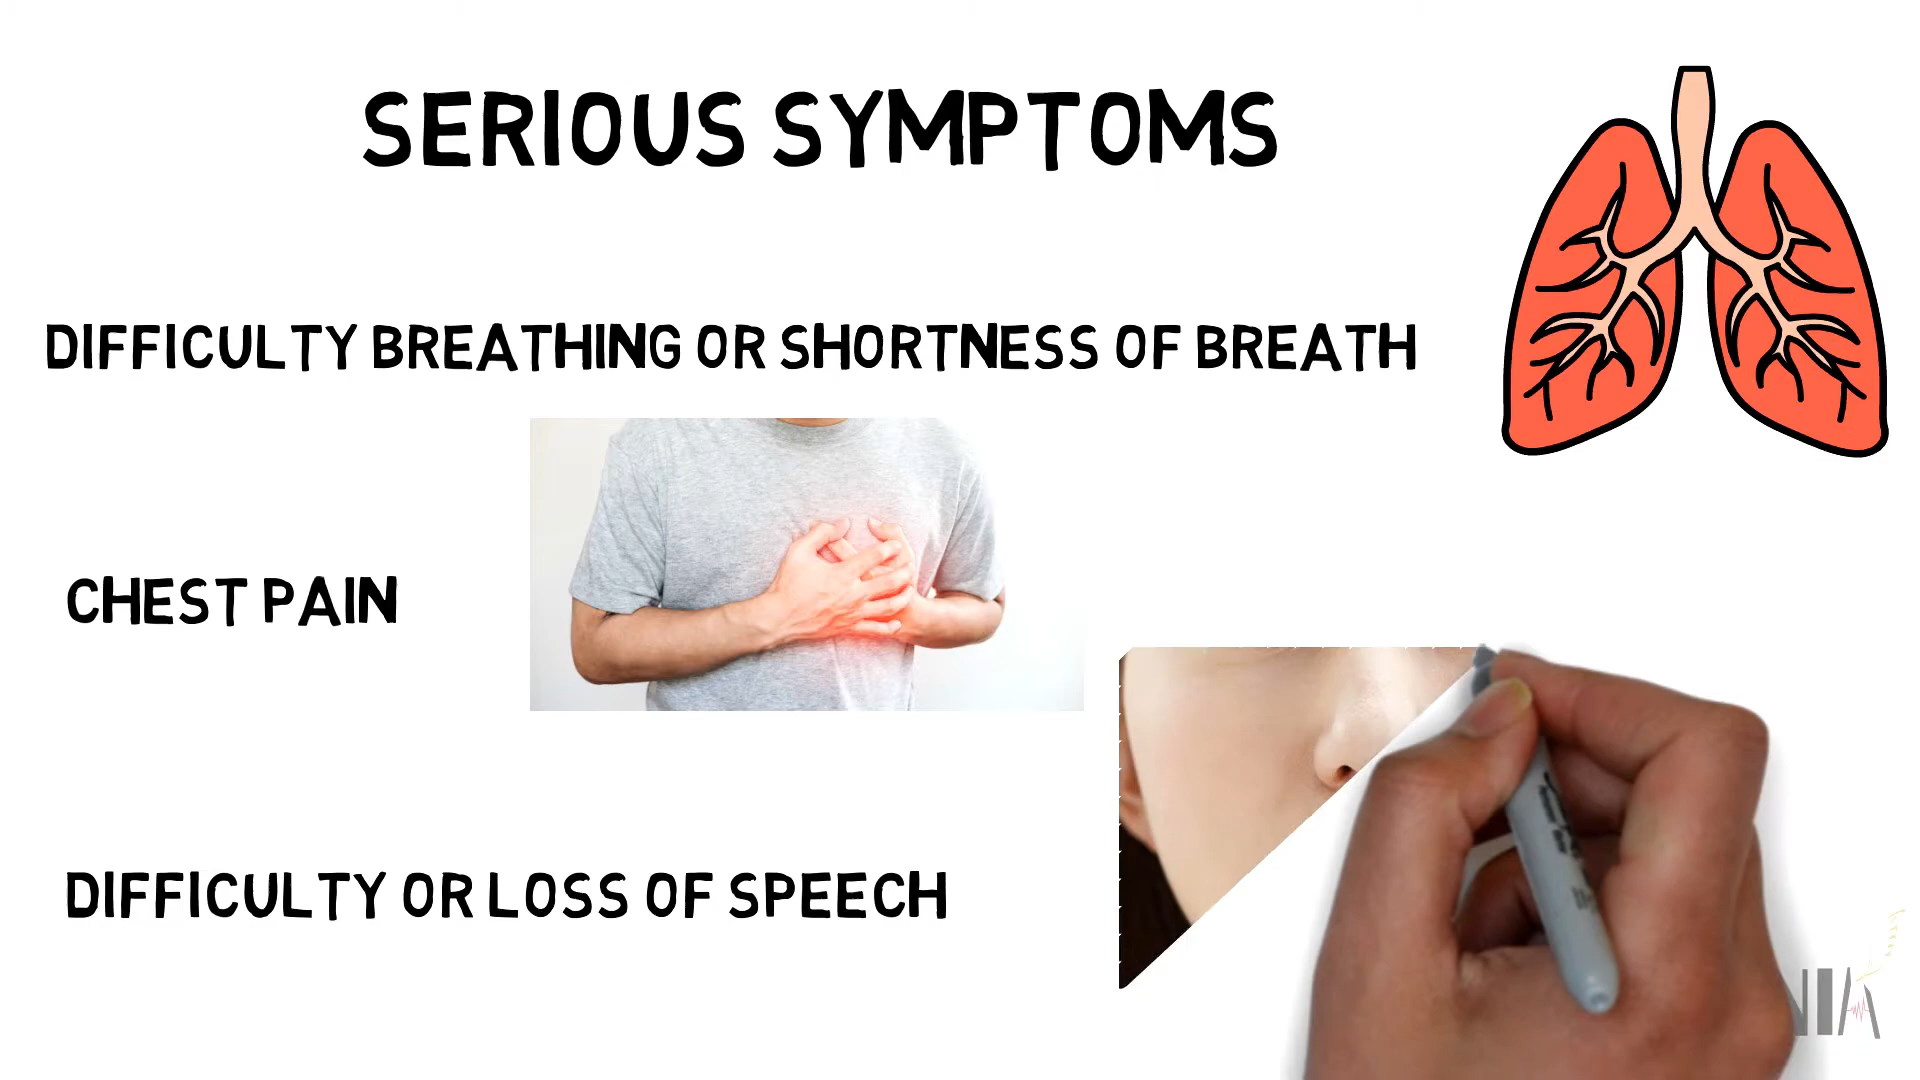 SERIOUS SYMPTOMS
DIFFICULTY BREATHING OR SHORTNESS OF BREATH
CHEST PAIN
DIFFICULTY OR LOSS OF SPEECH